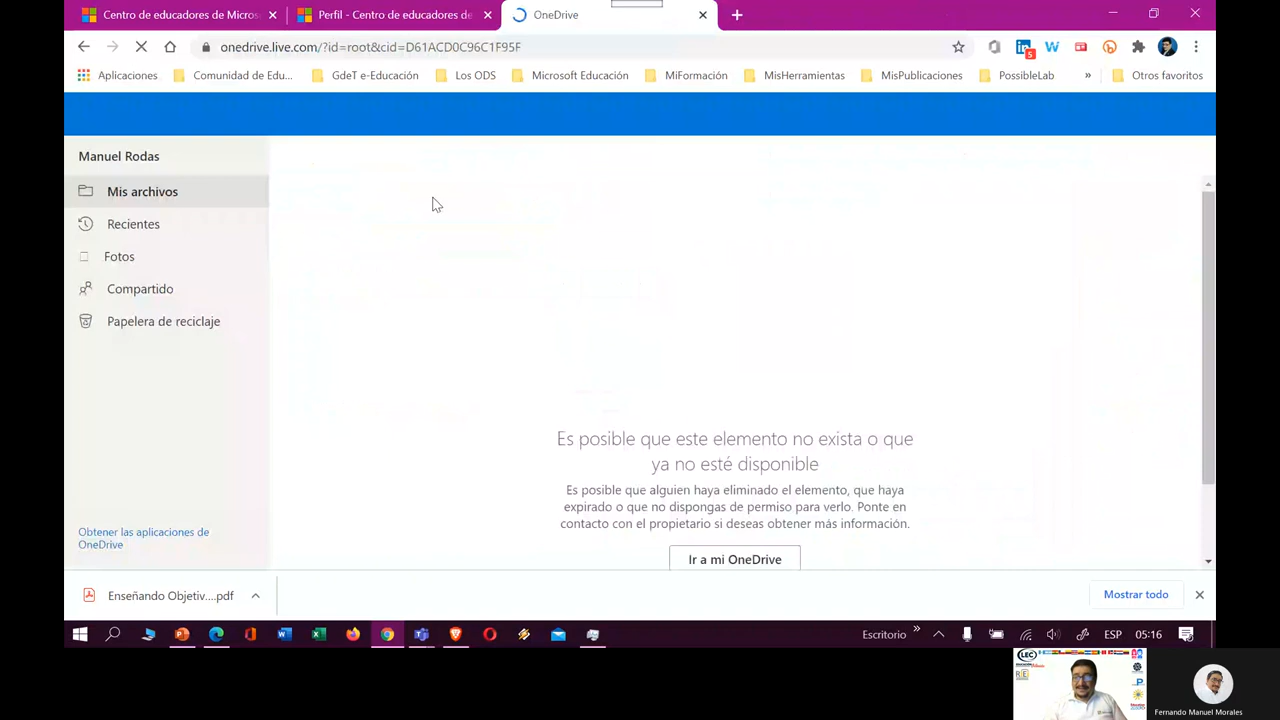 Centro de educadores de Micros
Perfil - Centro de educadores de
OneDrive
onedrive.live.com/?id=root&cid=D61ACD0C96C1F95F
5
Aplicaciones
Comunidad de Edu...
GdeT e-Educación
Los ODS
Microsoft Educación
MiFormación
MisHerramientas
MisPublicaciones
PossibleLab
»
Otros favoritos
Manuel Rodas
Mis archivos
Recientes
Fotos
Compartido
Papelera de reciclaje
Es posible que este elemento no exista o que
ya no esté disponible
Es posible que alguien haya eliminado el elemento, que haya
expirado o que no dispongas de permiso para verlo. Ponte en
contacto con el propietario si deseas obtener más información.
Ir a mi OneDrive
Obtener las aplicaciones de
OneDrive
Enseñando Objetiv....pdf
Mostrar todo
Escritorio
»
ESP
05:16
LEC
Fernando Manuel Morales